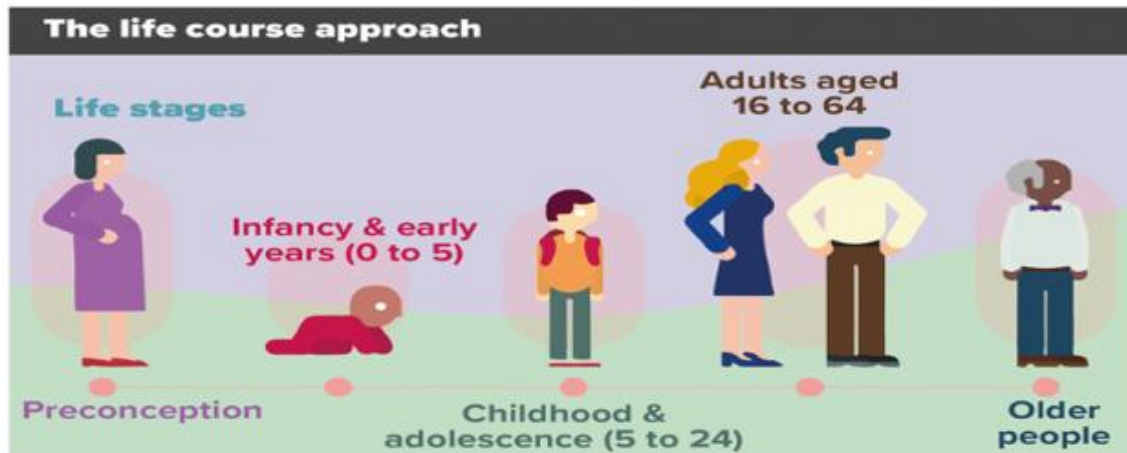 The life course approach
Life stages
Adults aged
16 to 64
Infancy & early
years (0 to 5)
Preconception
Childhood &
adolescence (5 to 24)
Older
people